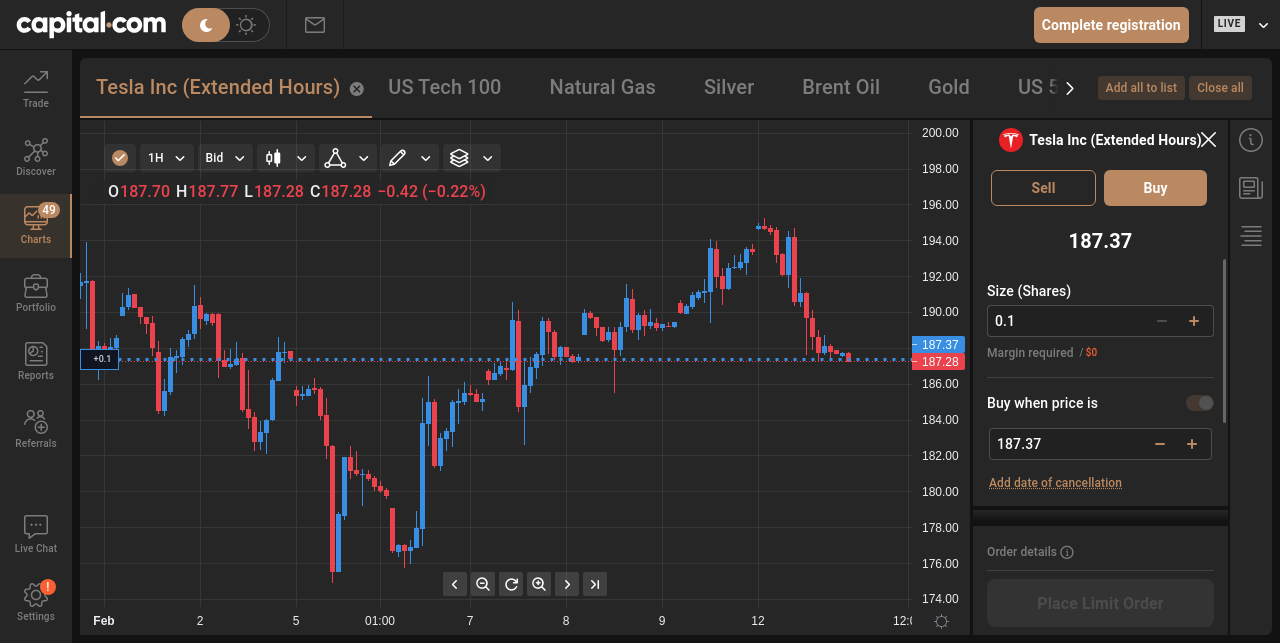 capital.com
Complete registration
LIVE
Trade
Discover
49
Charts
Portfolio
Reports
Referrals
Live Chat
!
Settings
Tesla Inc (Extended Hours)
US Tech 100
Natural Gas
Silver
Brent Oil
Gold
US 5
Add all to list
Close all
1H
Bid
O187.70 H187.77 L187.28 C187.28 −0.42 (−0.22%)
+0.1
200.00
198.00
196.00
194.00
192.00
190.00
187.37
187.28
186.00
184.00
182.00
180.00
178.00
176.00
174.00
Feb
2
5
01:00
7
8
9
12
12:0
Tesla Inc (Extended Hours)
Sell
Buy
187.37
Size (Shares)
0.1
Margin required / $0
Buy when price is
187.37
Add date of cancellation
Order details
Place Limit Order